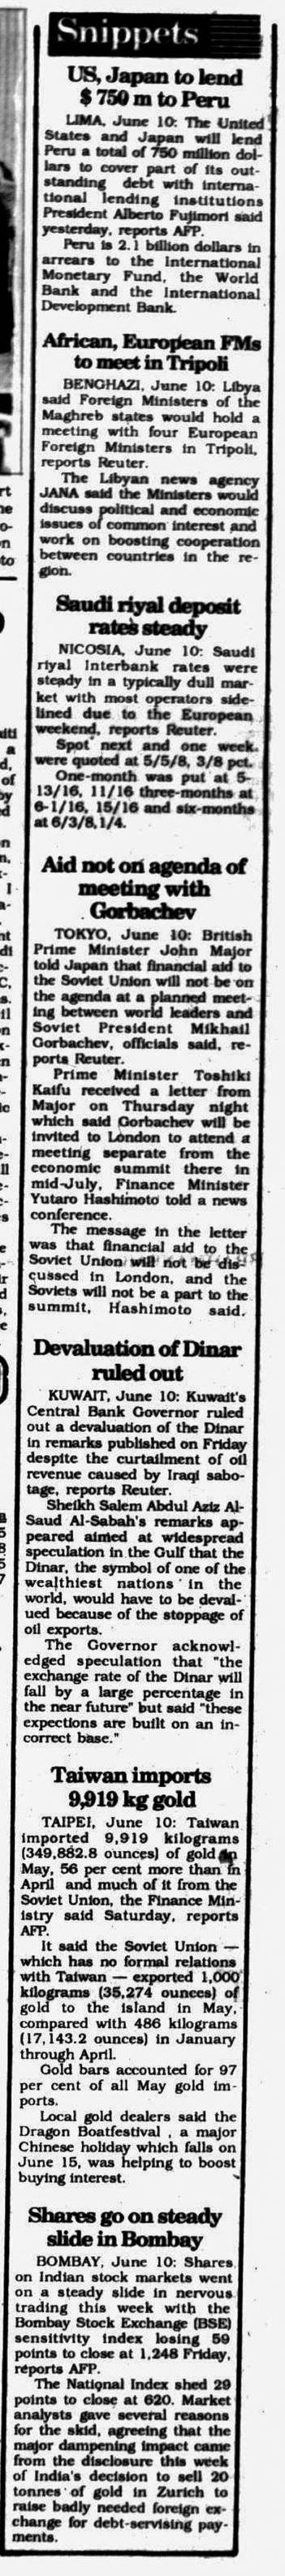 Snippets
US, Japan to lend
$ 750 m to Peru
LIMA, June 10: The United
States and Japan will lend
Peru a total of 750 million dol-
lars to cover part of its out-
standing debt with interna-
tional lending institutions
President Alberto Fujimori said
yesterday, reports AFP.
Peru is 2.1 billion dollars in
arrears to the International
Monetary Fund, the World
Bank and the International
Development Bank.
African, European FMs
to meet in Tripoli
BENGHAZI, June 10: Libya
said Foreign Ministers of the
Maghreb states would hold a
meeting with four European
Foreign Ministers in Tripoli,
reports Reuter.
The Libyan news agency
JANA said the Ministers would
discuss political and economic
issues of common interest and
work on boosting cooperation
between countries in the re-
gion.
Saudi riyal deposit
rates steady
NICOSIA, June 10: Saudi
riyal Interbank rates were
steady in a typically dull mar-
ket with most operators side-
lined due to the European
weekend, reports Reuter.
Spot next and one week
were quoted at 5/5/8, 3/8 pct.
One-month was put at 5-
13/16, 11/16 three-months at
6-1/16, 15/16 and six-months
at 6/3/8,1/4.
Aid not on agenda of
meeting with
Gorbachev
TOKYO, June 10: British
Prime Minister John Major
told Japan that financial aid to
the Soviet Union will not be on
the agenda at a planned meet-
ing between world leaders and
Soviet President Mikhail
Gorbachev, officials said, re-
ports Reuter.
Prime Minister Toshiki
Kaifu received a letter from
Major on Thursday night
which said Gorbachev will be
invited to London to attend a
meeting separate from the
economic summit there in
mid-July, Finance Minister
Yutaro Hashimoto told a news
conference.
The message in the letter
was that financial aid to the
Soviet Union will not be dis-
cussed in London, and the
Soviets will not be a part to the
summit, Hashimoto said.
Devaluation of Dinar
ruled out
KUWAIT, June 10: Kuwait's
Central Bank Governor ruled
out a devaluation of the Dinar
in remarks published on Friday
despite the curtailment of oil
revenue caused by Iraqi sabo-
tage, reports Reuter.
Sheikh Salem Abdul Aziz Al-
Saud Al-Sabah's remarks ap-
peared aimed at widespread
speculation in the Gulf that the
Dinar, the symbol of one of the
wealthiest nations in the
world, would have to be deval-
ued because of the stoppage of
oil exports.
The Governor acknowl-
edged speculation that "the
exchange rate of the Dinar will
fall by a large percentage in
the near future" but said "these
expections are built on an in-
correct base."
Taiwan imports
9,919 kg gold
TAIPEI, June 10: Taiwan
imported 9,919 kilograms
(349,882.8 ounces) of gold in
May, 56 per cent more than in
April and much of it from the
Soviet Union, the Finance Min-
istry said Saturday, reports
AFP.
It said the Soviet Union —
which has no formal relations
with Taiwan — exported 1,000
kilograms (35,274 ounces) of
gold to the island in May,
compared with 486 kilograms
(17,143.2 ounces) in January
through April.
Gold bars accounted for 97
per cent of all May gold im-
ports.
Local gold dealers said the
Dragon Boatfestival , a major
Chinese holiday which falls on
June 15, was helping to boost
buying interest.
Shares go on steady
slide in Bombay
BOMBAY, June 10: Shares
on Indian stock markets went
on a steady slide in nervous
trading this week with the
Bombay Stock Exchange (BSE)
sensitivity index losing 59
points to close at 1,248 Friday,
reports AFP.
The National Index shed 29
points to close at 620. Market
analysts gave several reasons
for the skid, agreeing that the
major dampening impact came
from the disclosure this week
of India's decision to sell 20
tonnes of gold in Zurich to
raise badly needed foreign ex-
change for debt-servising pay-
ments.